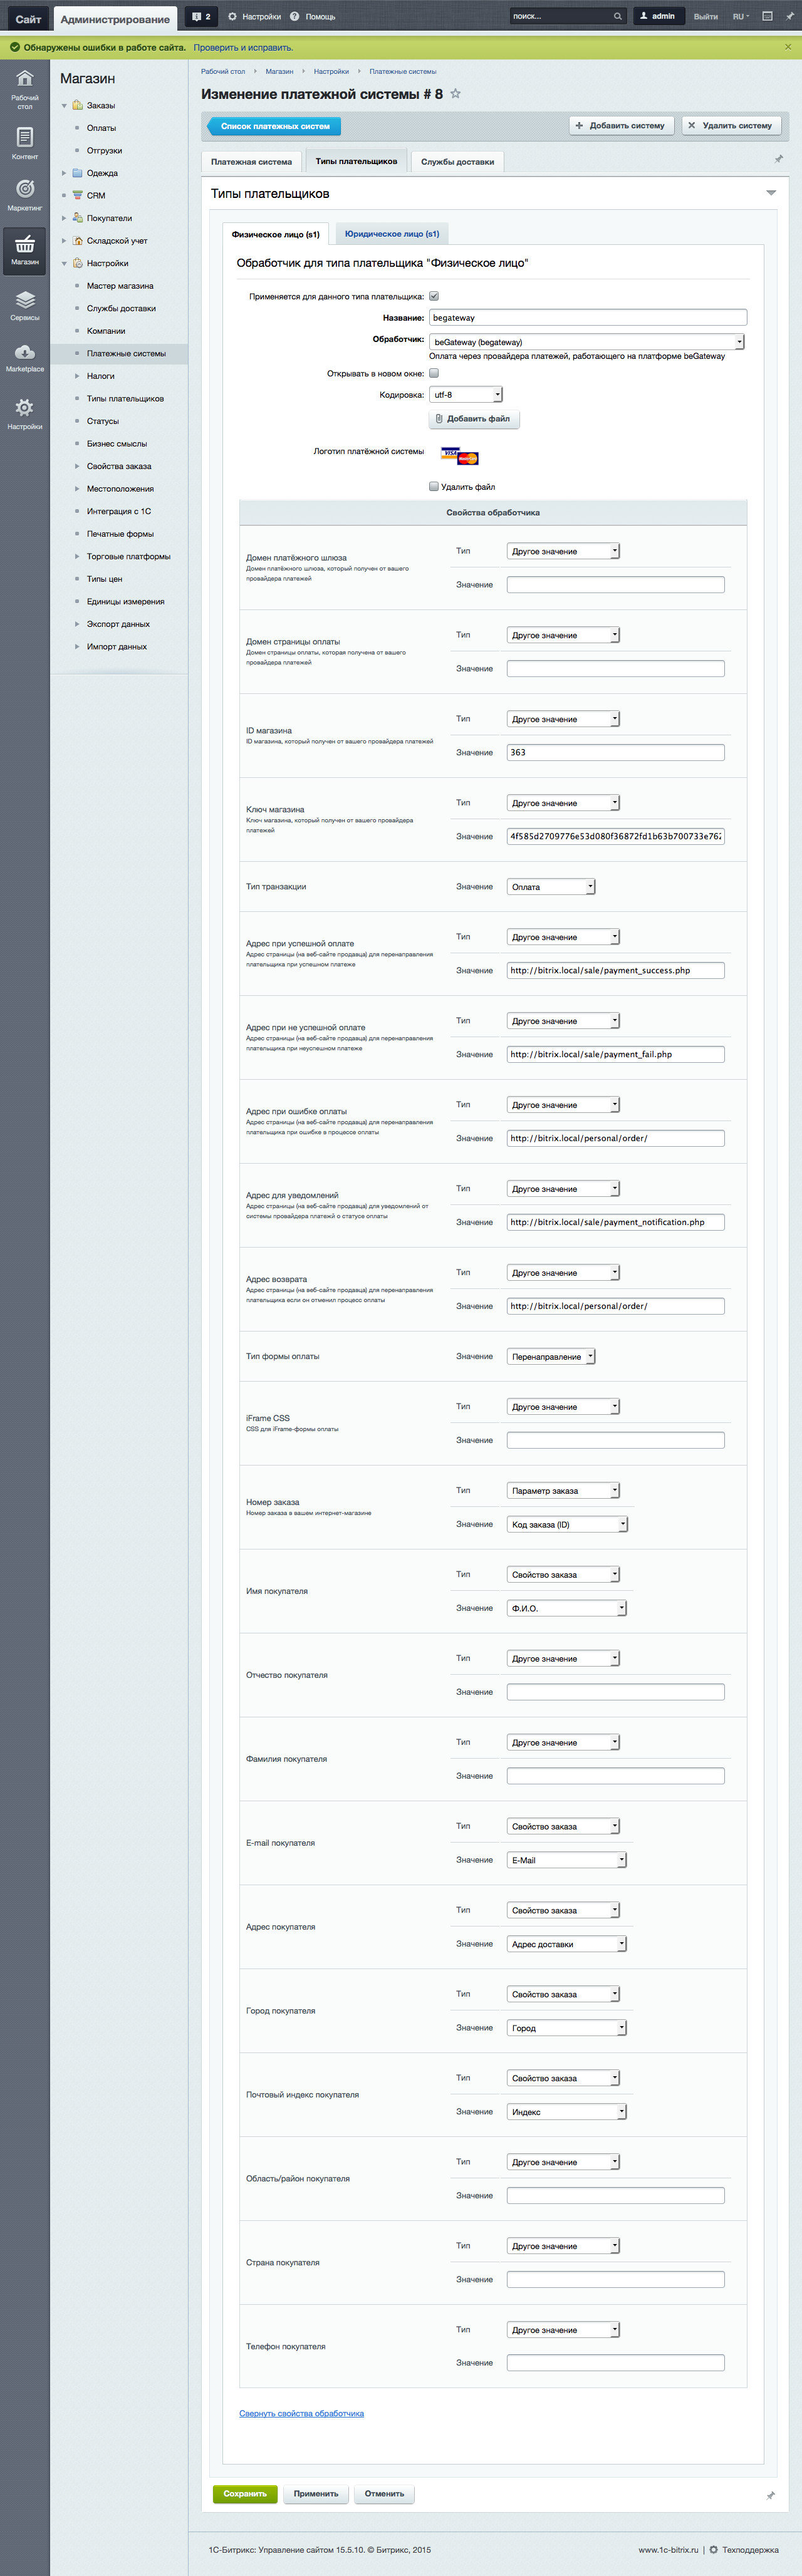 Сайт
Администрирование
2
Настройки
Помощь
поиск...
admin
Выйти
RU
Обнаружены ошибки в работе сайта. Проверить и исправить.
Рабочий стол
Контент
Маркетинг
Магазин
Сервисы
Marketplace
Настройки
Магазин
Заказы
Оплаты
Отгрузки
Одежда
CRM
Покупатели
Складской учет
Настройки
Мастер магазина
Службы доставки
Компании
Платежные системы
Налоги
Типы плательщиков
Статусы
Бизнес смыслы
Свойства заказа
Местоположения
Интеграция с 1С
Печатные формы
Торговые платформы
Типы цен
Единицы измерения
Экспорт данных
Импорт данных
Рабочий стол
Магазин
Настройки
Платежные системы
Изменение платежной системы # 8
Список платежных систем
Добавить систему
Удалить систему
Платежная система
Типы плательщиков
Службы доставки
Типы плательщиков
Физическое лицо (s1)
Юридическое лицо (s1)
Обработчик для типа плательщика "Физическое лицо"
Применяется для данного типа плательщика:
Название: begateway
Обработчик: beGateway (begateway)
Оплата через провайдера платежей, работающего на платформе beGateway
Открывать в новом окне:
Кодировка: utf-8
Добавить файл
Логотип платёжной системы
VISA
Удалить файл
Свойства обработчика
Домен платёжного шлюза
Домен платёжного шлюза, который получен от вашего
провайдера платежей
Тип Другое значение
Значение
Домен страницы оплаты
Домен страницы оплаты, которая получена от вашего
провайдера платежей
Тип Другое значение
Значение
ID магазина
ID магазина, который получен от вашего провайдера платежей
Тип Другое значение
Значение 363
Ключ магазина
Ключ магазина, который получен от вашего провайдера
платежей
Тип Другое значение
Значение 4f585d2709776e53d080f36872fd1b63b700733e762
Тип транзакции
Значение Оплата
Адрес при успешной оплате
Адрес страницы (на веб-сайте продавца) для перенаправления
плательщика при успешном платеже
Тип Другое значение
Значение http://bitrix.local/sale/payment_success.php
Адрес при не успешной оплате
Адрес страницы (на веб-сайте продавца) для перенаправления
плательщика при неуспешном платеже
Тип Другое значение
Значение http://bitrix.local/sale/payment_fail.php
Адрес при ошибке оплаты
Адрес страницы (на веб-сайте продавца) для перенаправления
плательщика при ошибке в процессе оплаты
Тип Другое значение
Значение http://bitrix.local/personal/order/
Адрес для уведомлений
Адрес страницы (на веб-сайте продавца) для уведомлений от
системы провайдера платежй о статусе оплаты
Тип Другое значение
Значение http://bitrix.local/sale/payment_notification.php
Адрес возврата
Адрес страницы (на веб-сайте продавца) для перенаправления
плательщика если он отменил процесс оплаты
Тип Другое значение
Значение http://bitrix.local/personal/order/
Тип формы оплаты
Значение Перенаправление
iFrame CSS
CSS для iFrame-формы оплаты
Тип Другое значение
Значение
Номер заказа
Номер заказа в вашем интернет-магазине
Тип Параметр заказа
Значение Код заказа (ID)
Имя покупателя
Тип Свойство заказа
Значение Ф.И.О.
Отчество покупателя
Тип Другое значение
Значение
Фамилия покупателя
Тип Другое значение
Значение
E-mail покупателя
Тип Свойство заказа
Значение E-Mail
Адрес покупателя
Тип Свойство заказа
Значение Адрес доставки
Город покупателя
Тип Свойство заказа
Значение Город
Почтовый индекс покупателя
Тип Свойство заказа
Значение Индекс
Область/район покупателя
Тип Другое значение
Значение
Страна покупателя
Тип Другое значение
Значение
Телефон покупателя
Тип Другое значение
Значение
Свернуть свойства обработчика
Сохранить
Применить
Отменить
1С-Битрикс: Управление сайтом 15.5.10. © Битрикс, 2015
www.1c-bitrix.ru | Техподдержка